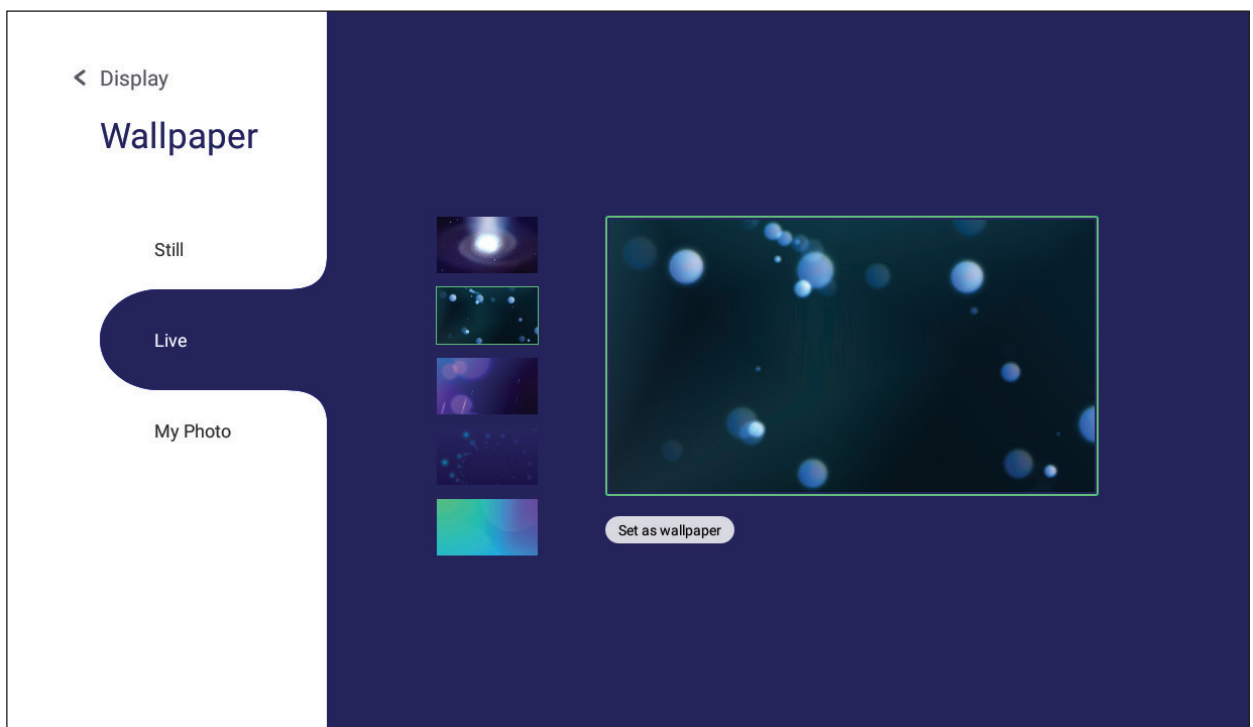 Display
Wallpaper
Still
Live
My Photo
Set as wallpaper